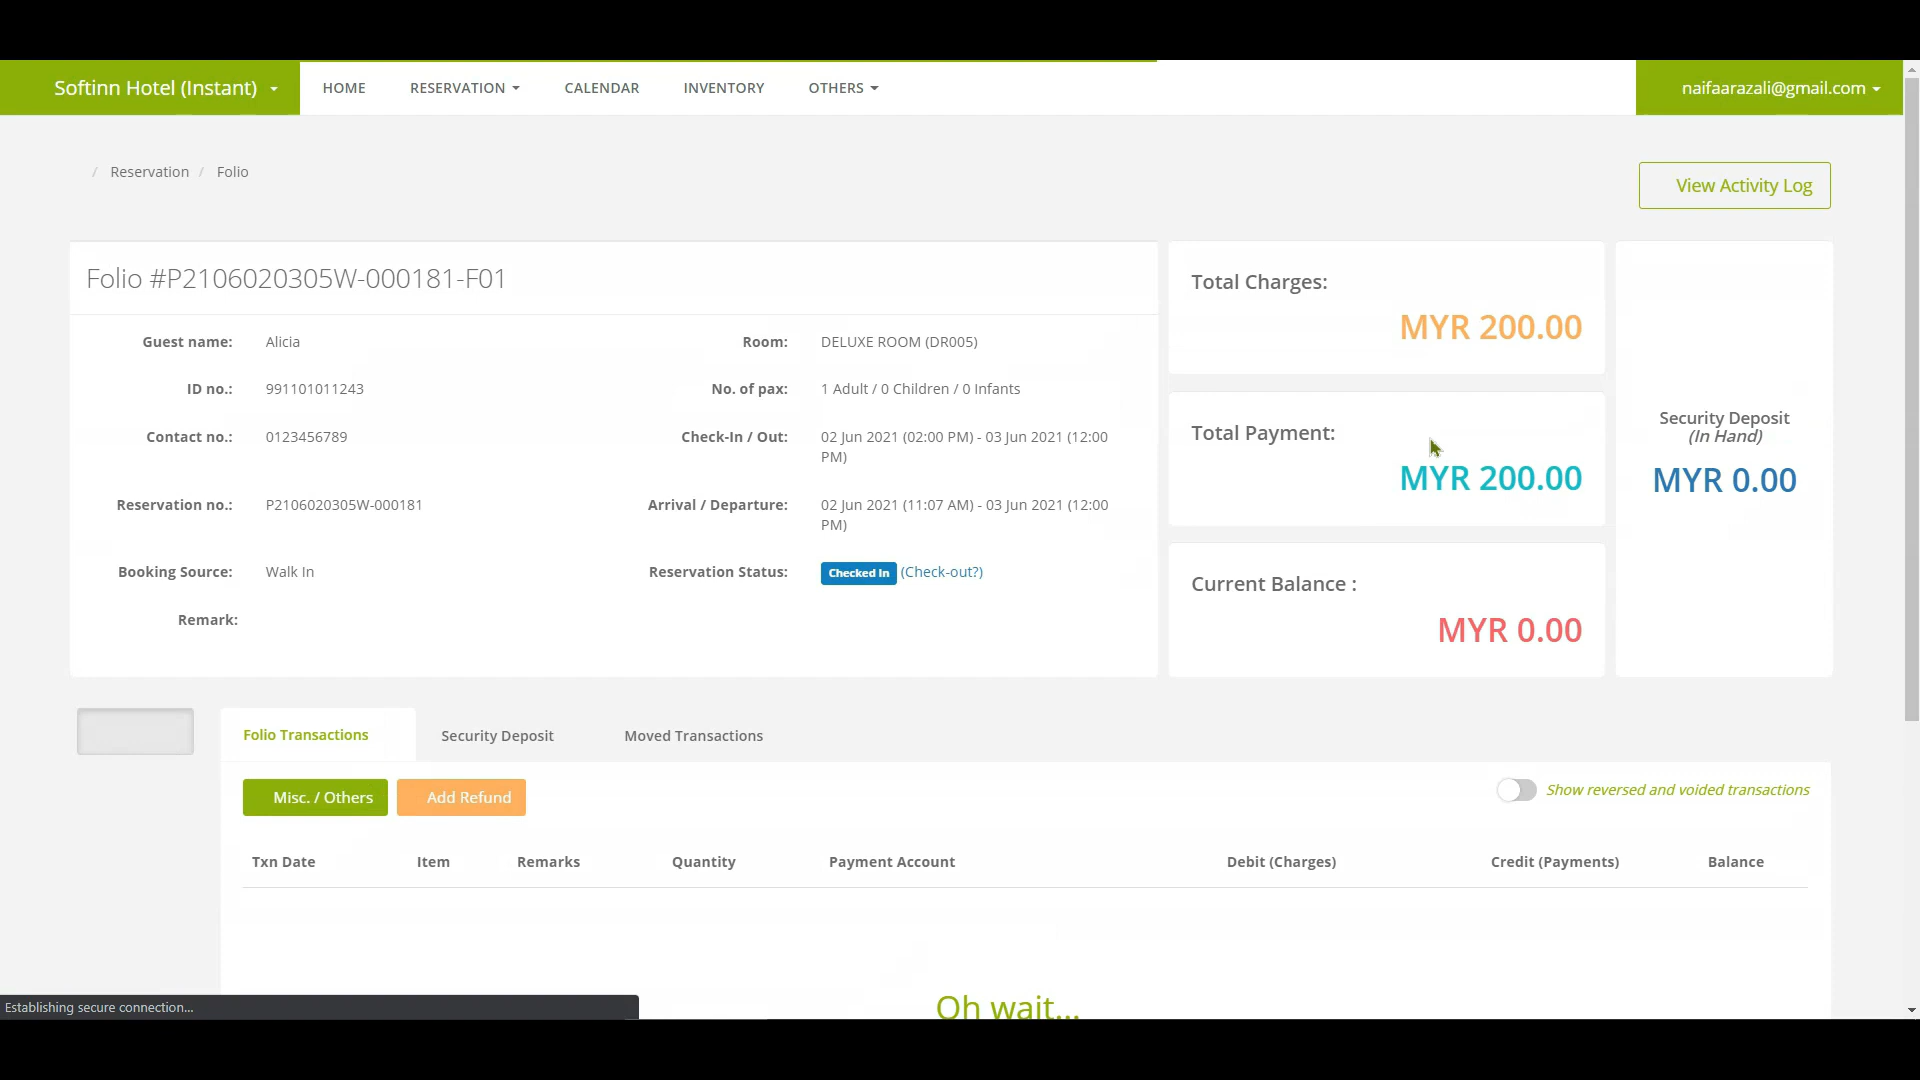 Softinn Hotel (Instant)
HOME
RESERVATION
CALENDAR
INVENTORY
OTHERS
naifaarazali@gmail.com
/ Reservation / Folio
View Activity Log
Folio #P2106020305W-000181-F01
Guest name: Alicia
Room: DELUXE ROOM (DR005)
ID no.: 991101011243
No. of pax: 1 Adult / 0 Children / 0 Infants
Contact no.: 0123456789
Check-In / Out: 02 Jun 2021 (02:00 PM) - 03 Jun 2021 (12:00
PM)
Reservation no.: P2106020305W-000181
Arrival / Departure: 02 Jun 2021 (11:07 AM) - 03 Jun 2021 (12:00
PM)
Booking Source: Walk In
Reservation Status: Checked In (Check-out?)
Remark:
Total Charges:
MYR 200.00
Total Payment:
MYR 200.00
Current Balance :
MYR 0.00
Security Deposit
(In Hand)
MYR 0.00
Folio Transactions
Security Deposit
Moved Transactions
Misc. / Others
Add Refund
Show reversed and voided transactions
Txn Date
Item
Remarks
Quantity
Payment Account
Debit (Charges)
Credit (Payments)
Balance
Oh wait...
Establishing secure connection...